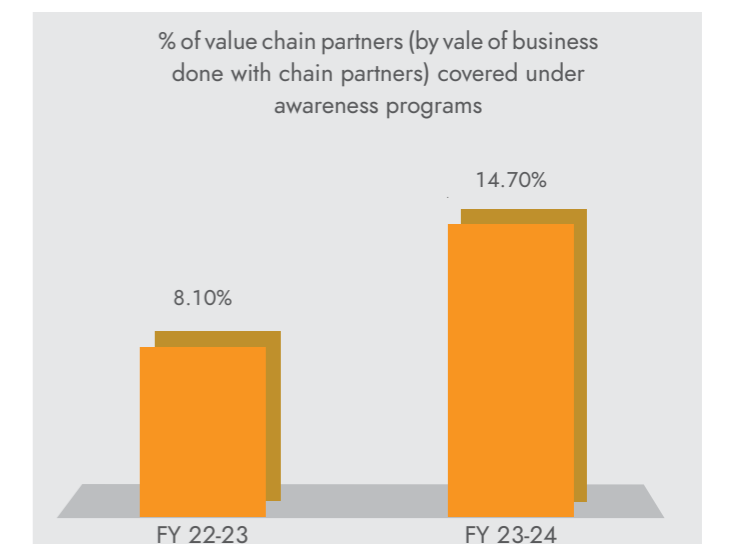 % of value chain partners (by vale of business
done with chain partners) covered under
awareness programs
14.70%
8.10%
FY 22-23
FY 23-24